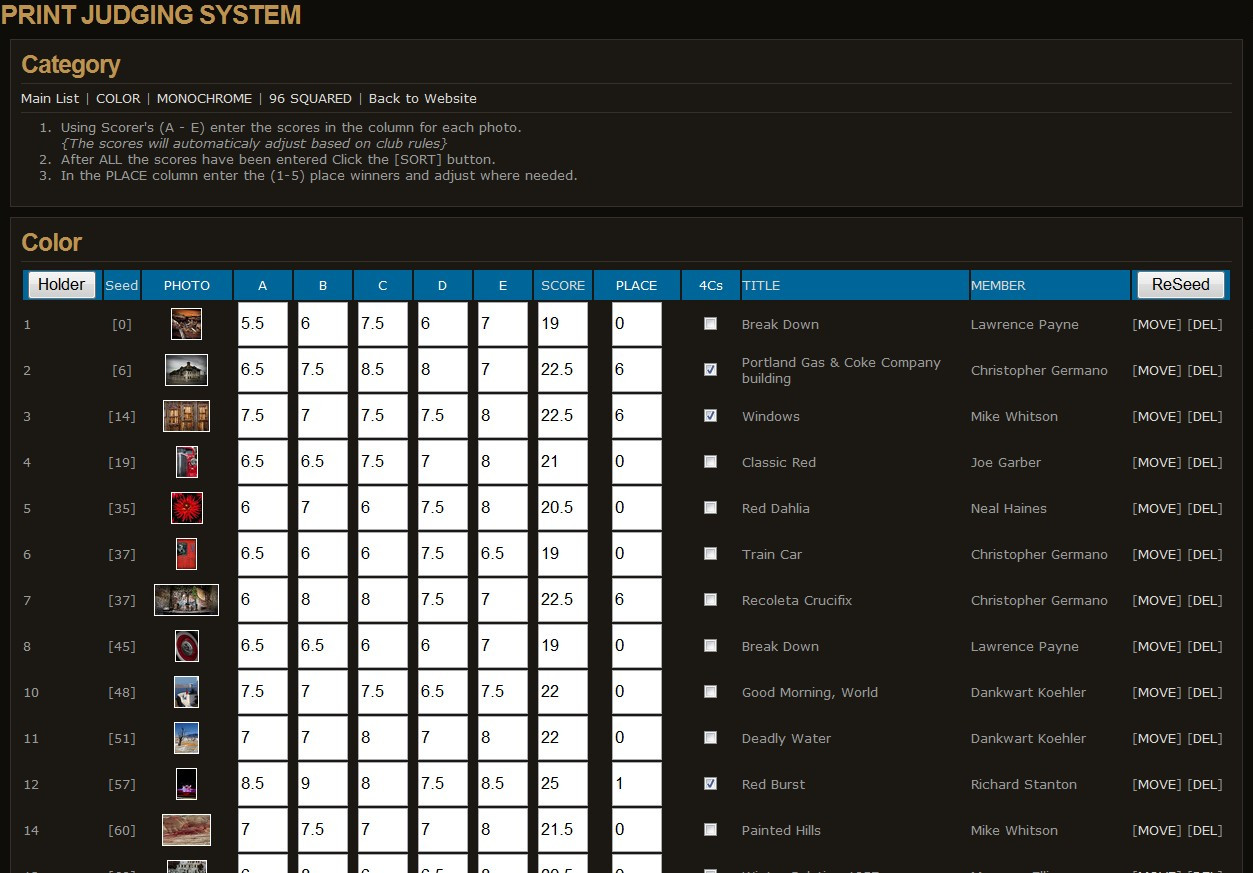 PRINT JUDGING SYSTEM
Category
Main List | COLOR | MONOCHROME | 96 SQUARED | Back to Website
1. Using Scorer's (A - E) enter the scores in the column for each photo.
{The scores will automaticaly adjust based on club rules}
2. After ALL the scores have been entered Click the [SORT] button.
3. In the PLACE column enter the (1-5) place winners and adjust where needed.
Color
Holder Seed PHOTO A B C D E SCORE PLACE 4Cs TITLE MEMBER ReSeed
1 [0] 5.5 6 7.5 6 7 19 0 Break Down Lawrence Payne [MOVE] [DEL]
2 [6] 6.5 7.5 8.5 8 7 22.5 6 Portland Gas & Coke Company
building Christopher Germano [MOVE] [DEL]
3 [14] 7.5 7 7.5 7.5 8 22.5 6 Windows Mike Whitson [MOVE] [DEL]
4 [19] 6.5 6.5 7.5 7 8 21 0 Classic Red Joe Garber [MOVE] [DEL]
5 [35] 6 7 6 7.5 8 20.5 0 Red Dahlia Neal Haines [MOVE] [DEL]
6 [37] 6.5 6 6 7.5 6.5 19 0 Train Car Christopher Germano [MOVE] [DEL]
7 [37] 6 8 8 7.5 7 22.5 6 Recoleta Crucifix Christopher Germano [MOVE] [DEL]
8 [45] 6.5 6.5 6 6 7 19 0 Break Down Lawrence Payne [MOVE] [DEL]
10 [48] 7.5 7 7.5 6.5 7.5 22 0 Good Morning, World Dankwart Koehler [MOVE] [DEL]
11 [51] 7 7 8 7 8 22 0 Deadly Water Dankwart Koehler [MOVE] [DEL]
12 [57] 8.5 9 8 7.5 8.5 25 1 Red Burst Richard Stanton [MOVE] [DEL]
14 [60] 7 7.5 7 7 8 21.5 0 Painted Hills Mike Whitson [MOVE] [DEL]